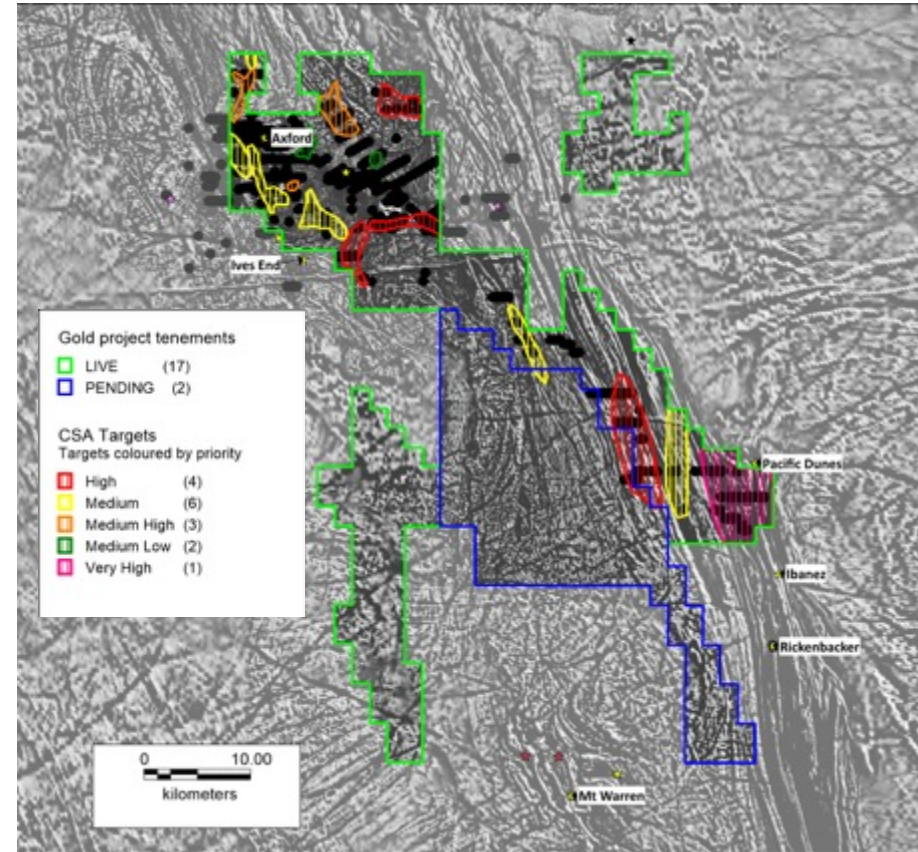 Axford
Ives End
Gold project tenements
LIVE (17)
PENDING (2)
CSA Targets
Targets coloured by priority
High (4)
Medium (6)
Medium High (3)
Medium Low (2)
Very High (1)
Pacific Dunes
Ibanez
Rickenbacker
0 10.00
kilometers
Mt Warren